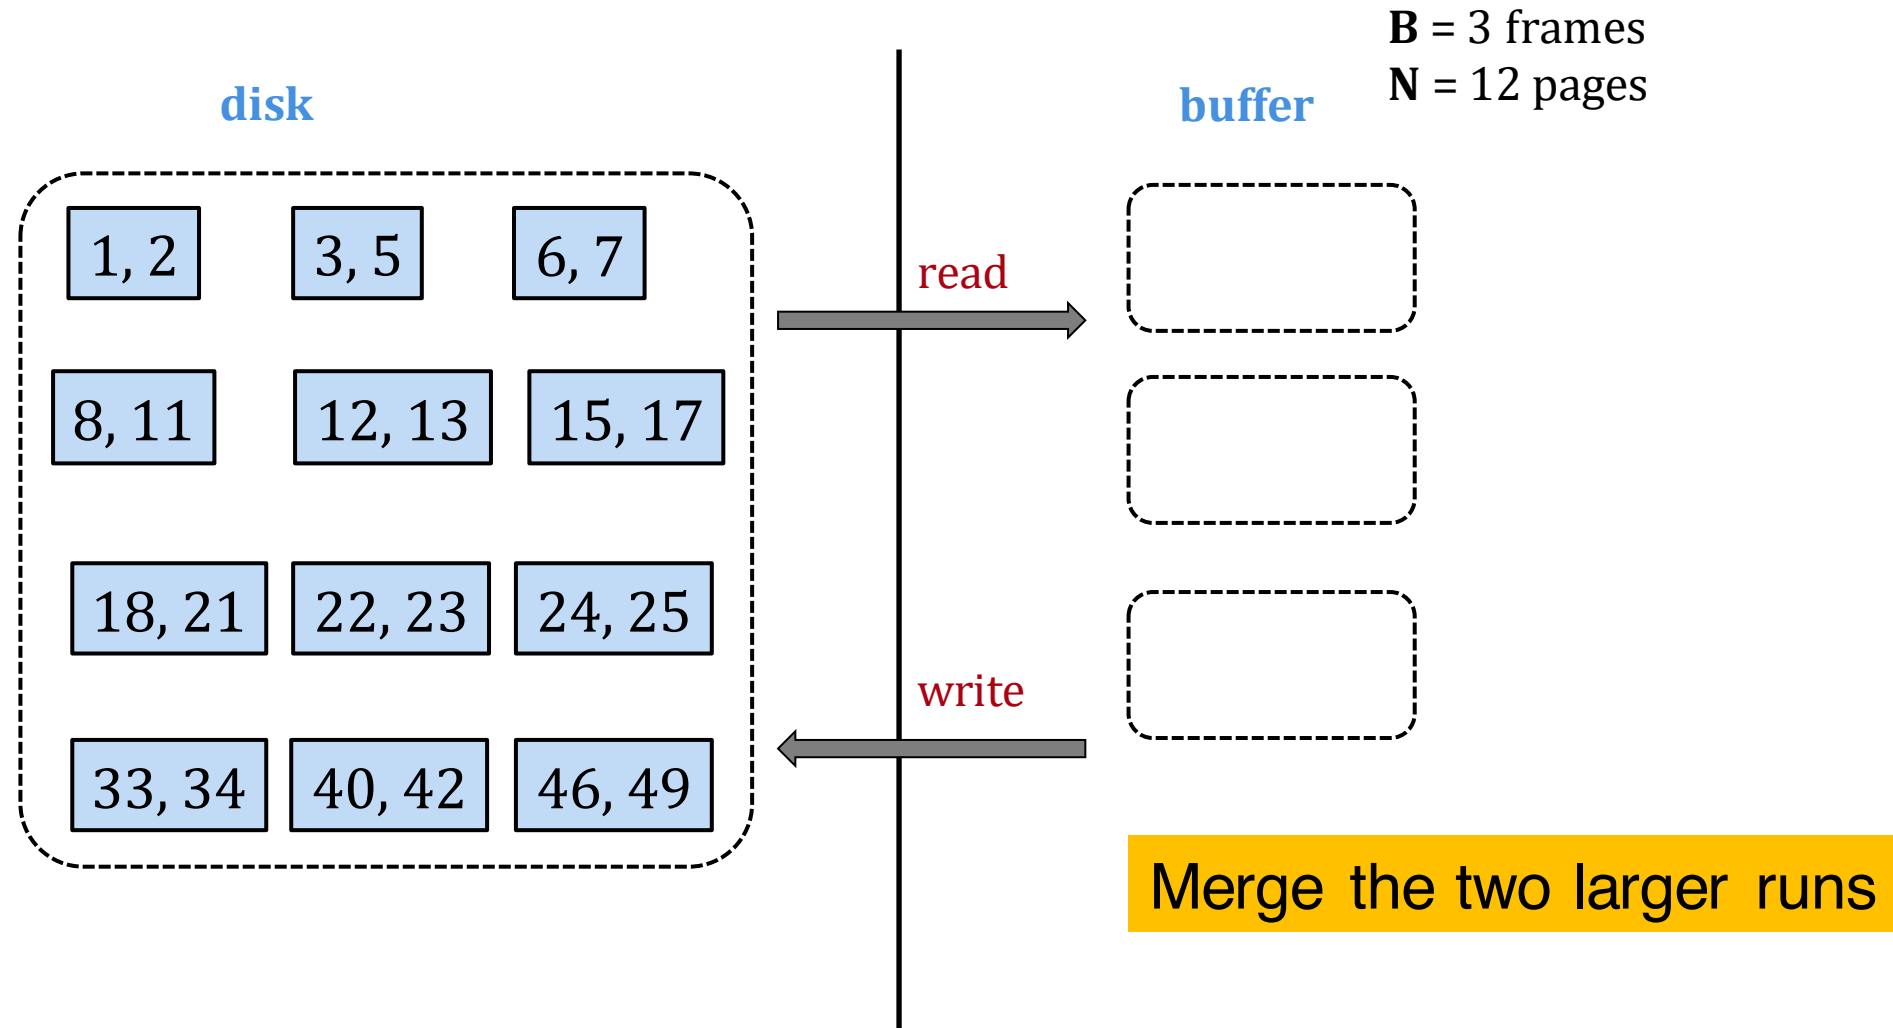 B = 3 frames
N = 12 pages
disk
buffer
1, 2
3, 5
6, 7
read
8, 11
12, 13
15, 17
18, 21
22, 23
24, 25
write
33, 34
40, 42
46, 49
Merge the two larger runs